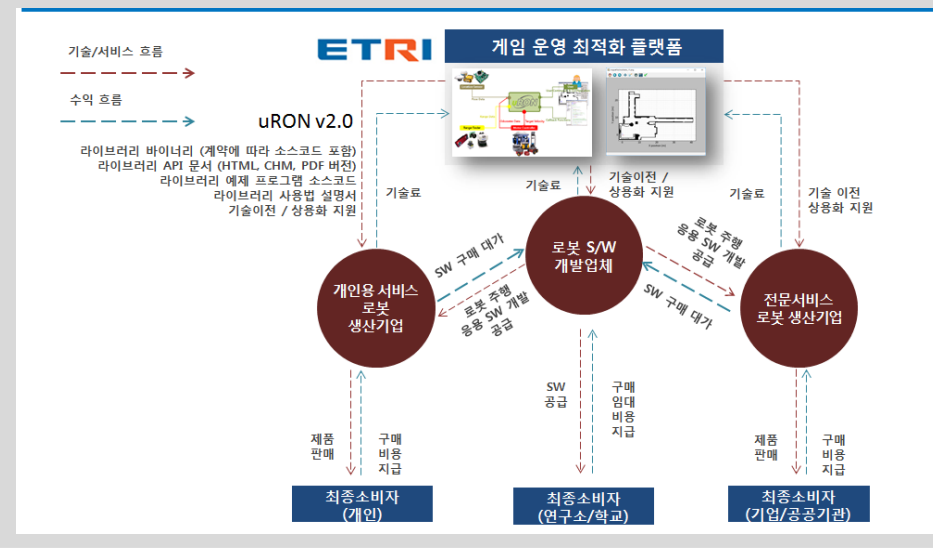 기술/서비스 흐름
수익 흐름
ETRI
게임 운영 최적화 플랫폼
uRON v2.0
라이브러리 바이너리 (계약에 따라 소스코드 포함)
라이브러리 API 문서 (HTML, CHM, PDF 버전)
라이브러리 예제 프로그램 소스코드
라이브러리 사용법 설명서
기술이전 / 상용화 지원
기술료
기술료
기술이전 /
상용화 지원
기술료
기술 이전
상용화 지원
개인용 서비스
로봇
생산기업
SW 구매 대가
로봇 주행
응용 SW 개발
공급
로봇 S/W
개발업체
로봇 주행
응용 SW 개발
공급
SW 구매 대가
전문서비스
로봇 생산기업
제품
판매
구매
비용
지급
SW
공급
구매
임대
비용
지급
제품
판매
구매
비용
지급
최종소비자
(개인)
최종소비자
(연구소/학교)
최종소비자
(기업/공공기관)